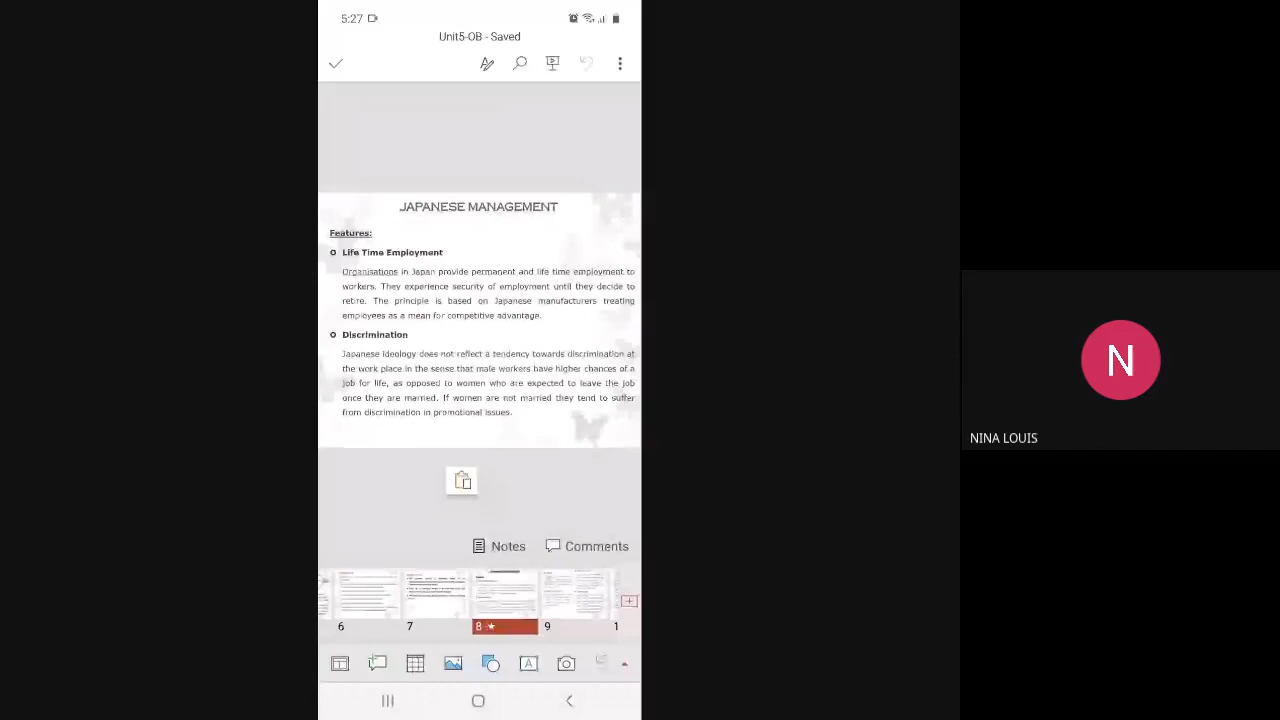 5:27
Unit5-OB - Saved
JAPANESE MANAGEMENT
Features:
Life Time Employment
Organisations in Japan provide permanent and life time employment to
workers. They experience security of employment until they decide to
retire. The principle is based on Japanese manufacturers treating
employees as a mean for competitive advantage.
Discrimination
Japanese ideology does not reflect a tendency towards discrimination at
the work place in the sense that male workers have higher chances of a
job for life, as opposed to women who are expected to leave the job
once they are married. If women are not married they tend to suffer
from discrimination in promotional issues.
Notes
Comments
6
7
8
9
1
A
N
NINA LOUIS